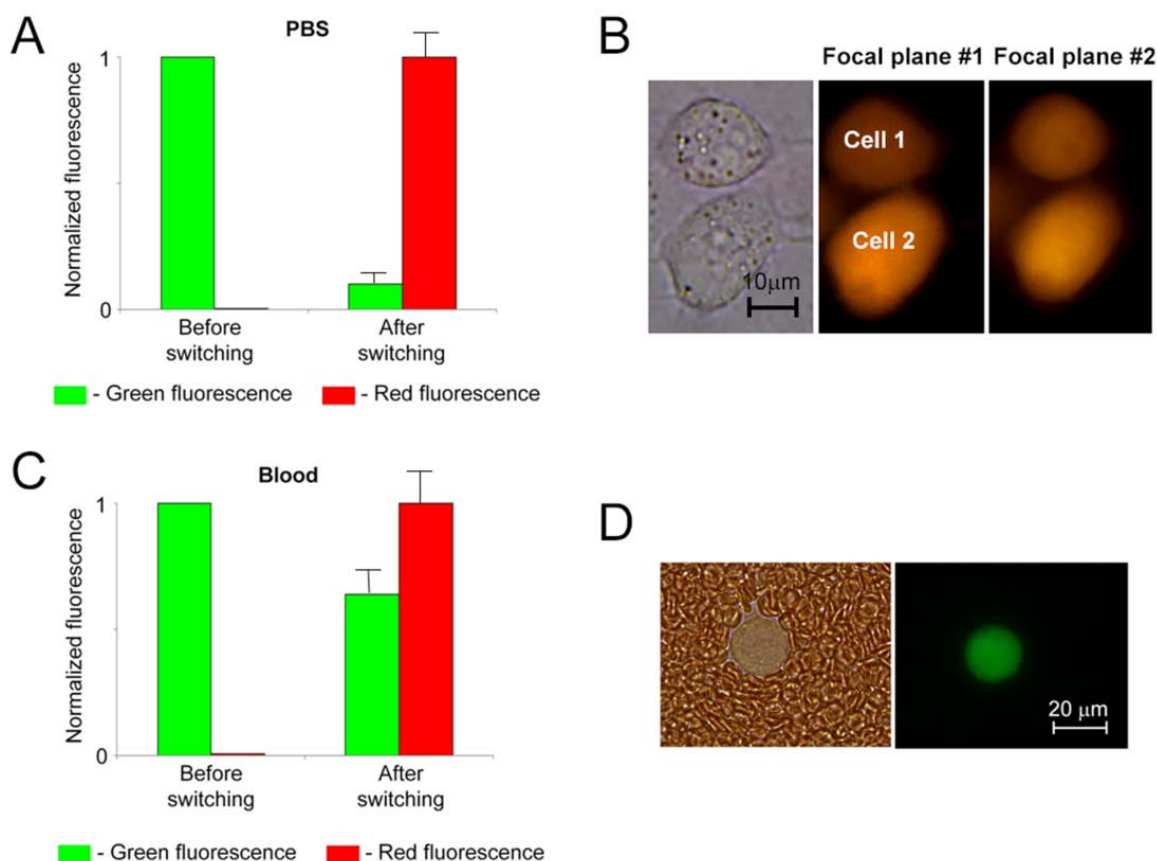 A
PBS
Normalized fluorescence
1
0
Before
switching
After
switching
- Green fluorescence
- Red fluorescence
B
Focal plane #1
Focal plane #2
Cell 1
Cell 2
10μm
C
Blood
Normalized fluorescence
1
0
Before
switching
After
switching
- Green fluorescence
- Red fluorescence
D
20 μm